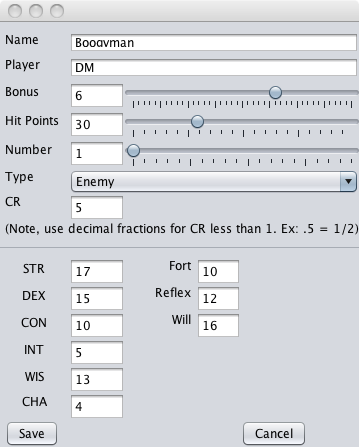 Name Boogyman
Player DM
Bonus 6
Hit Points 30
Number 1
Type Enemy
CR 5
(Note, use decimal fractions for CR less than 1. Ex: .5 = 1/2)
STR 17 Fort 10
DEX 15 Reflex 12
CON 10 Will 16
INT 5
WIS 13
CHA 4
Save Cancel